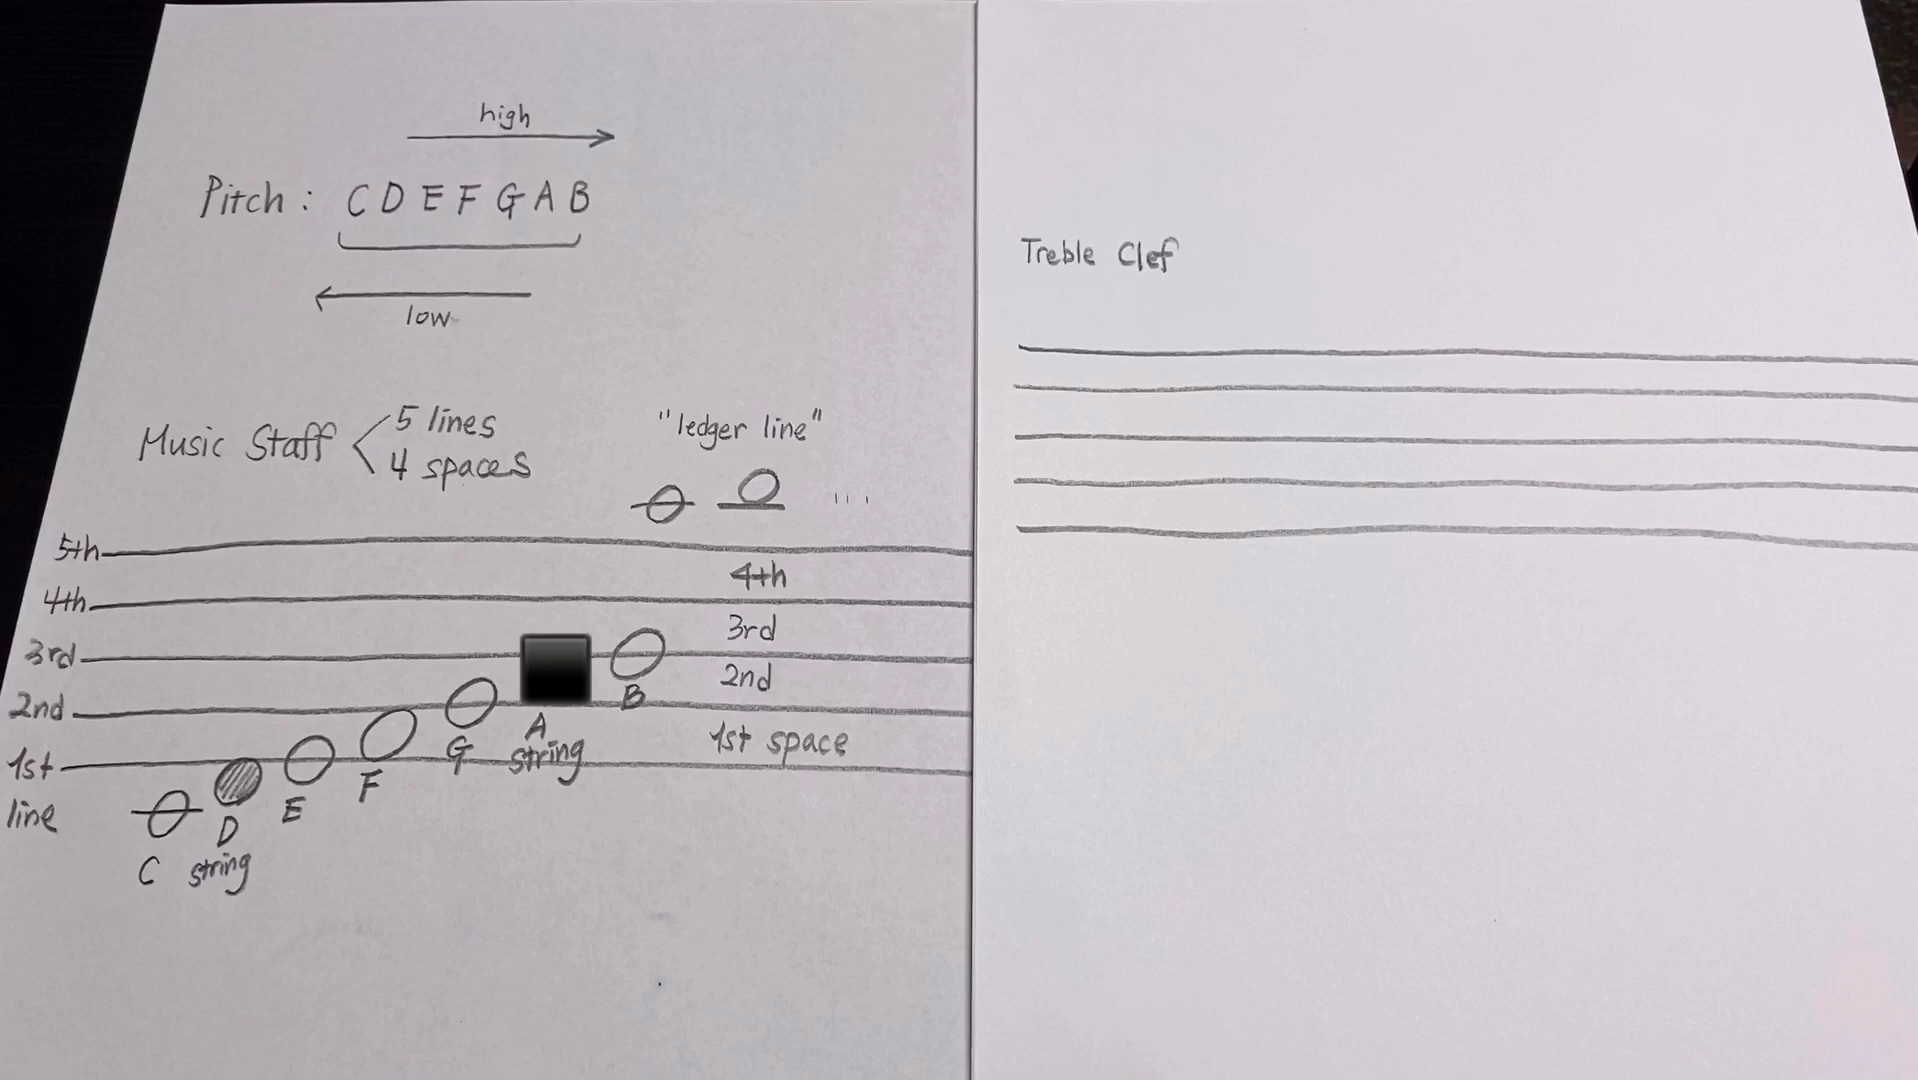 high
Pitch : C D E F G A B
low
Music Staff 5 lines
4 spaces
"ledger line"
...
5th
4th
4th
3rd
3rd
2nd
2nd
1st space
1st
line
C D E F G A B
string string
Treble Clef